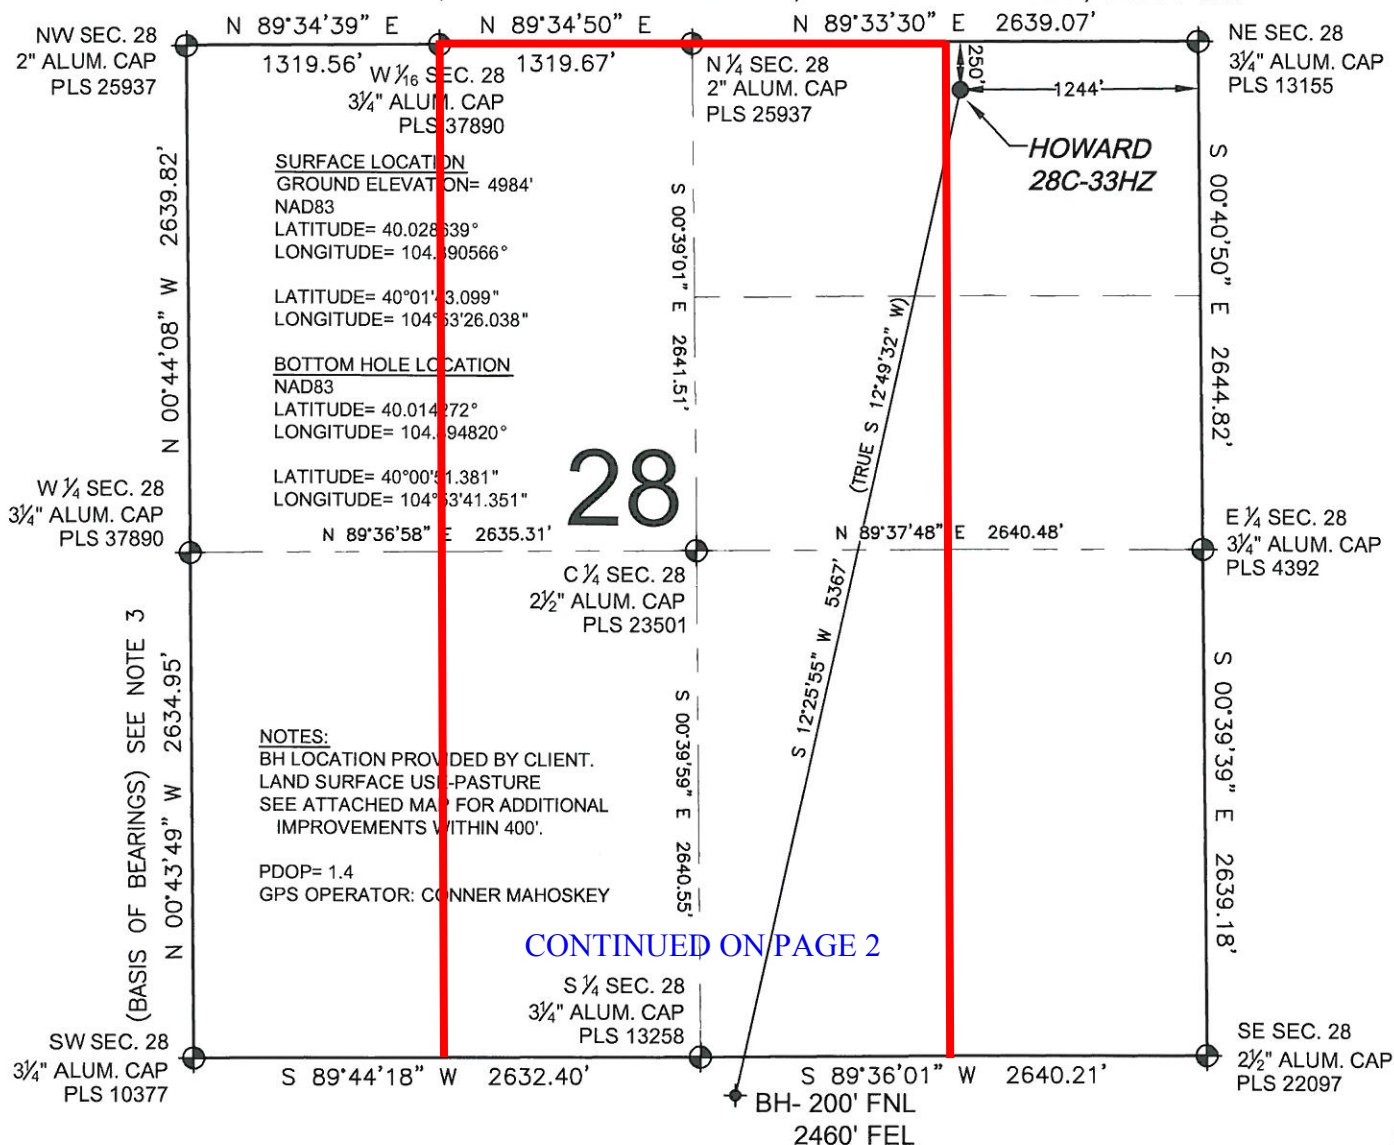 N 89°34'39" E
N 89°34'50" E
N 89°33'30" E 2639.07'
NW SEC. 28
2" ALUM. CAP
PLS 25937
1319.56'
W 1/16 SEC. 28
3¼" ALUM. CAP
PLS 37890
1319.67'
N ¼ SEC. 28
2" ALUM. CAP
PLS 25937
250'
1244'
NE SEC. 28
3¼" ALUM. CAP
PLS 13155
HOWARD
28C-33HZ
SURFACE LOCATION
GROUND ELEVATION= 4984'
NAD83
LATITUDE= 40.028639°
LONGITUDE= 104.890566°
LATITUDE= 40°01'43.099"
LONGITUDE= 104°53'26.038"
BOTTOM HOLE LOCATION
NAD83
LATITUDE= 40.014272°
LONGITUDE= 104.894820°
LATITUDE= 40°00'51.381"
LONGITUDE= 104°53'41.351"
N 00°44'08" W 2639.82'
S 00°39'01" E 2641.51'
(TRUE S 12°49'32" W)
S 00°40'50" E 2644.82'
28
W ¼ SEC. 28
3¼" ALUM. CAP
PLS 37890
N 89°36'58" E 2635.31'
N 89°37'48" E 2640.48'
E ¼ SEC. 28
3¼" ALUM. CAP
PLS 4392
C ¼ SEC. 28
2½" ALUM. CAP
PLS 23501
(BASIS OF BEARINGS) SEE NOTE 3
N 00°43'49" W 2634.95'
S 00°39'59" E 2640.55'
S 12°25'55" W 5367'
S 00°39'39" E 2639.18'
NOTES:
BH LOCATION PROVIDED BY CLIENT.
LAND SURFACE USE-PASTURE
SEE ATTACHED MAP FOR ADDITIONAL
IMPROVEMENTS WITHIN 400'.
PDOP= 1.4
GPS OPERATOR: CONNER MAHOSKEY
CONTINUED ON PAGE 2
S ¼ SEC. 28
3¼" ALUM. CAP
PLS 13258
SW SEC. 28
3¼" ALUM. CAP
PLS 10377
S 89°44'18" W 2632.40'
S 89°36'01" W 2640.21'
SE SEC. 28
2½" ALUM. CAP
PLS 22097
BH- 200' FNL
2460' FEL